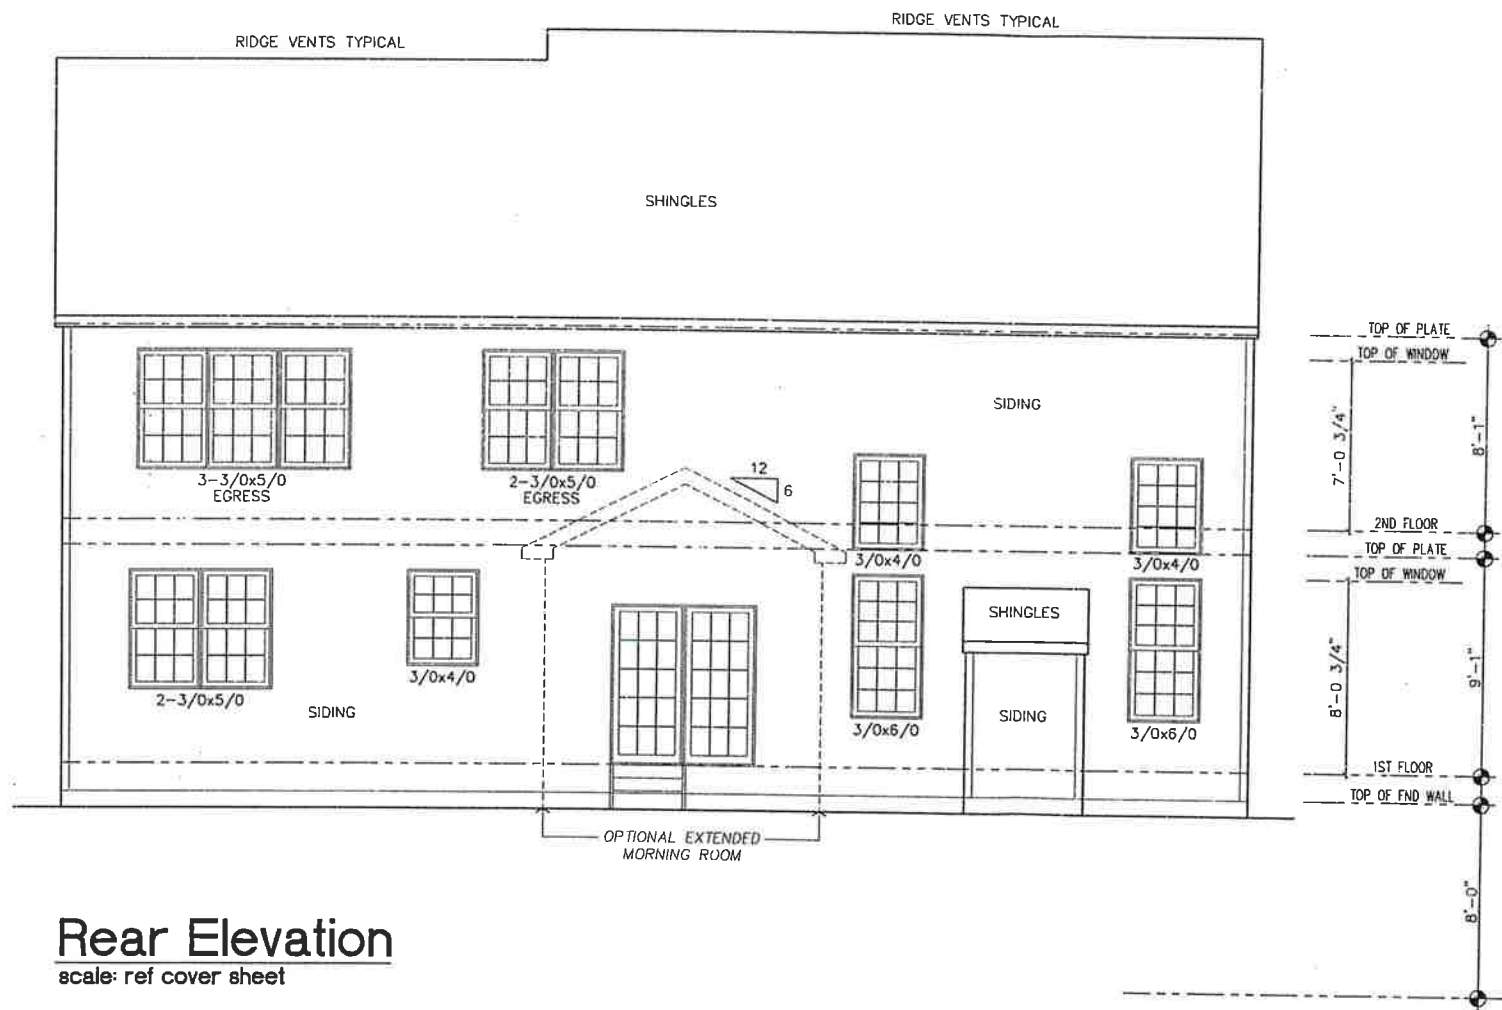 RIDGE VENTS TYPICAL
RIDGE VENTS TYPICAL
SHINGLES
TOP OF PLATE
TOP OF WINDOW
SIDING
7'-0 3/4"
8'-1"
3-3/0x5/0
EGRESS
2-3/0x5/0
EGRESS
12
6
2ND FLOOR
TOP OF PLATE
3/0x4/0
3/0x4/0
TOP OF WINDOW
SHINGLES
8'-0 3/4"
9'-1"
3/0x4/0
2-3/0x5/0
SIDING
SIDING
3/0x6/0
3/0x6/0
1ST FLOOR
TOP OF FND WALL
OPTIONAL EXTENDED
MORNING ROOM
8'-0"
Rear Elevation
scale: ref cover sheet